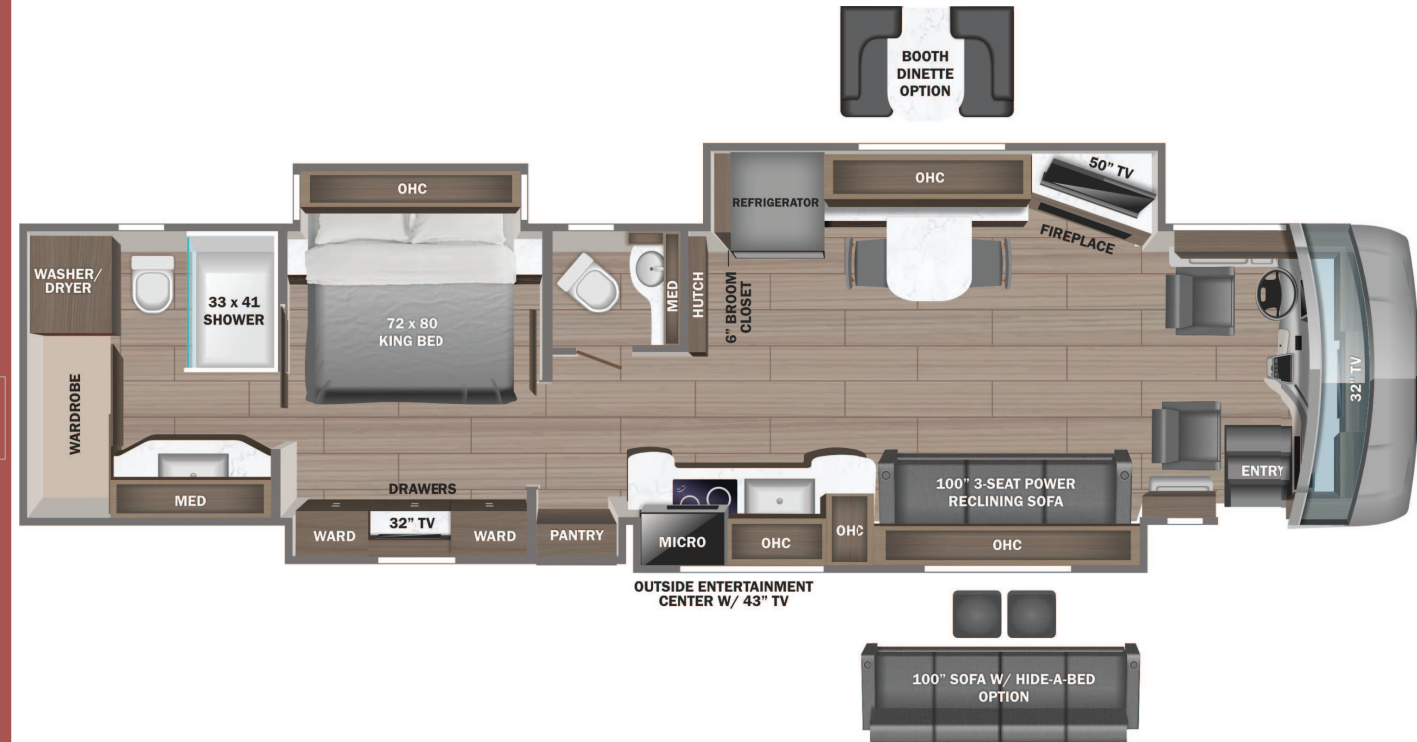 BOOTH
DINETTE
OPTION
50” TV
OHC
OHC
REFRIGERATOR
FIREPLACE
WASHER/
DRYER
33 x 41
SHOWER
72 x 80
KING BED
MED
HUTCH
6” BROOM
CLOSET
32” TV
WARDROBE
MED
DRAWERS
32” TV
WARD
WARD
PANTRY
MICRO
OHC
OHC
100” 3-SEAT POWER
RECLINING SOFA
OHC
ENTRY
OUTSIDE ENTERTAINMENT
CENTER W/ 43” TV
100” SOFA W/ HIDE-A-BED
OPTION